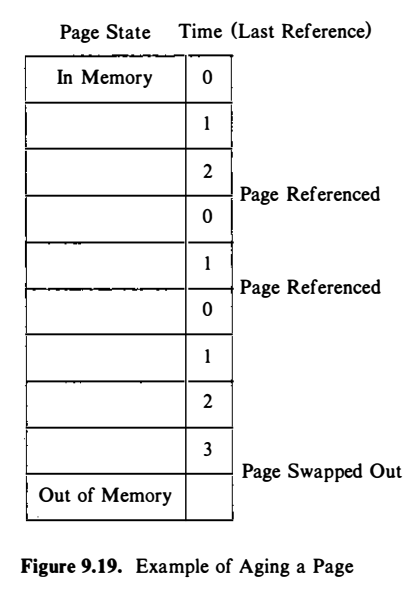 Page State Time (Last Reference)
In Memory 0
1
2
Page Referenced
0
1
Page Referenced
0
1
2
3
Page Swapped Out
Out of Memory
Figure 9.19. Example of Aging a Page